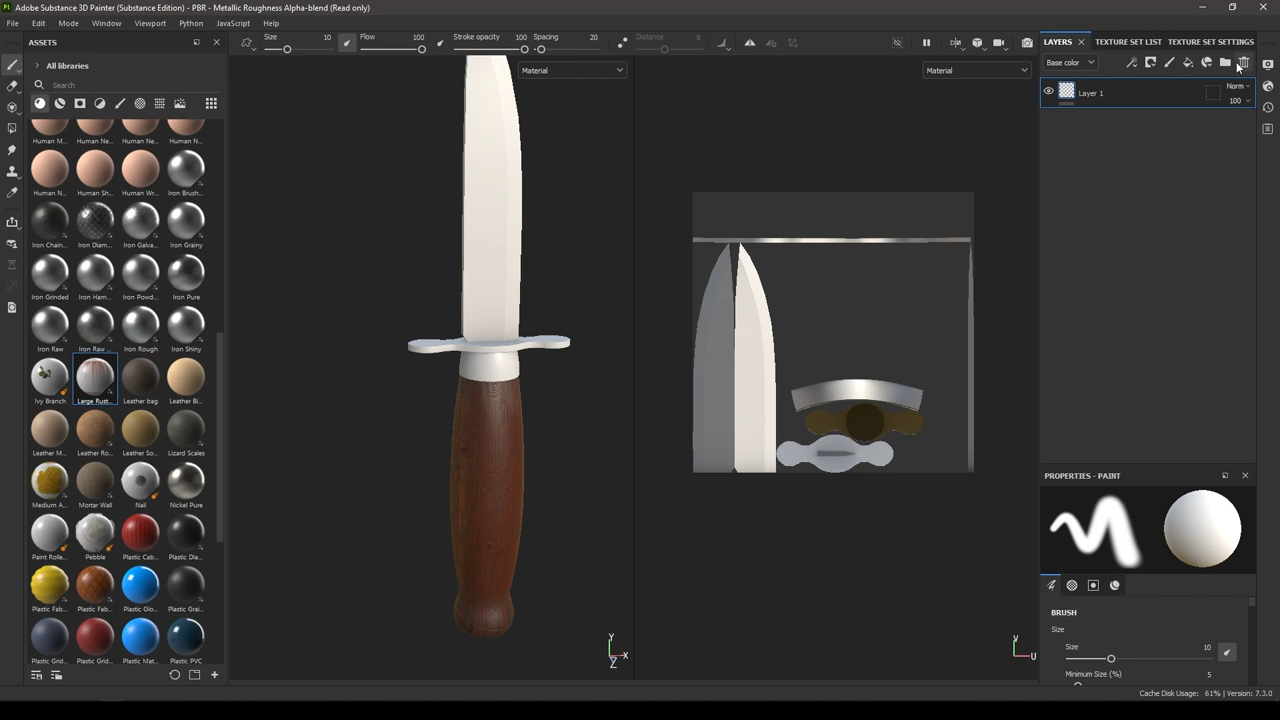 Pt Adobe Substance 3D Painter (Substance Edition) - PBR - Metallic Roughness Alpha-blend (Read only)
File Edit Mode Window Viewport Python JavaScript Help
ASSETS
All libraries
Search
Human M... Human Ne... Human Ne... Human N...
Human N... Human Sh... Human Wr... Iron Brush...
Iron Chain... Iron Diam... Iron Galva... Iron Grainy
Iron Grinded Iron Ham... Iron Powd... Iron Pure
Iron Raw Iron Raw ... Iron Rough Iron Shiny
Ivy Branch Large Rust... Leather bag Leather Bi...
Leather M... Leather Ro... Leather So... Lizard Scales
Medium A... Mortar Wall Nail Nickel Pure
Paint Rolle... Pebble Plastic Cab... Plastic Dia...
Plastic Fab... Plastic Fab... Plastic Glo... Plastic Grai...
Plastic Grid... Plastic Grid... Plastic Mat... Plastic PVC
Size 10 Flow 100 Stroke opacity 100 Spacing 20 Distance 8
Material
Material
Y
X
Z
V
U
LAYERS TEXTURE SET LIST TEXTURE SET SETTINGS
Base color
Layer 1
Norm
100
PROPERTIES - PAINT
BRUSH
Size
Size 10
Minimum Size (%) 5
Cache Disk Usage: 61% | Version: 7.3.0